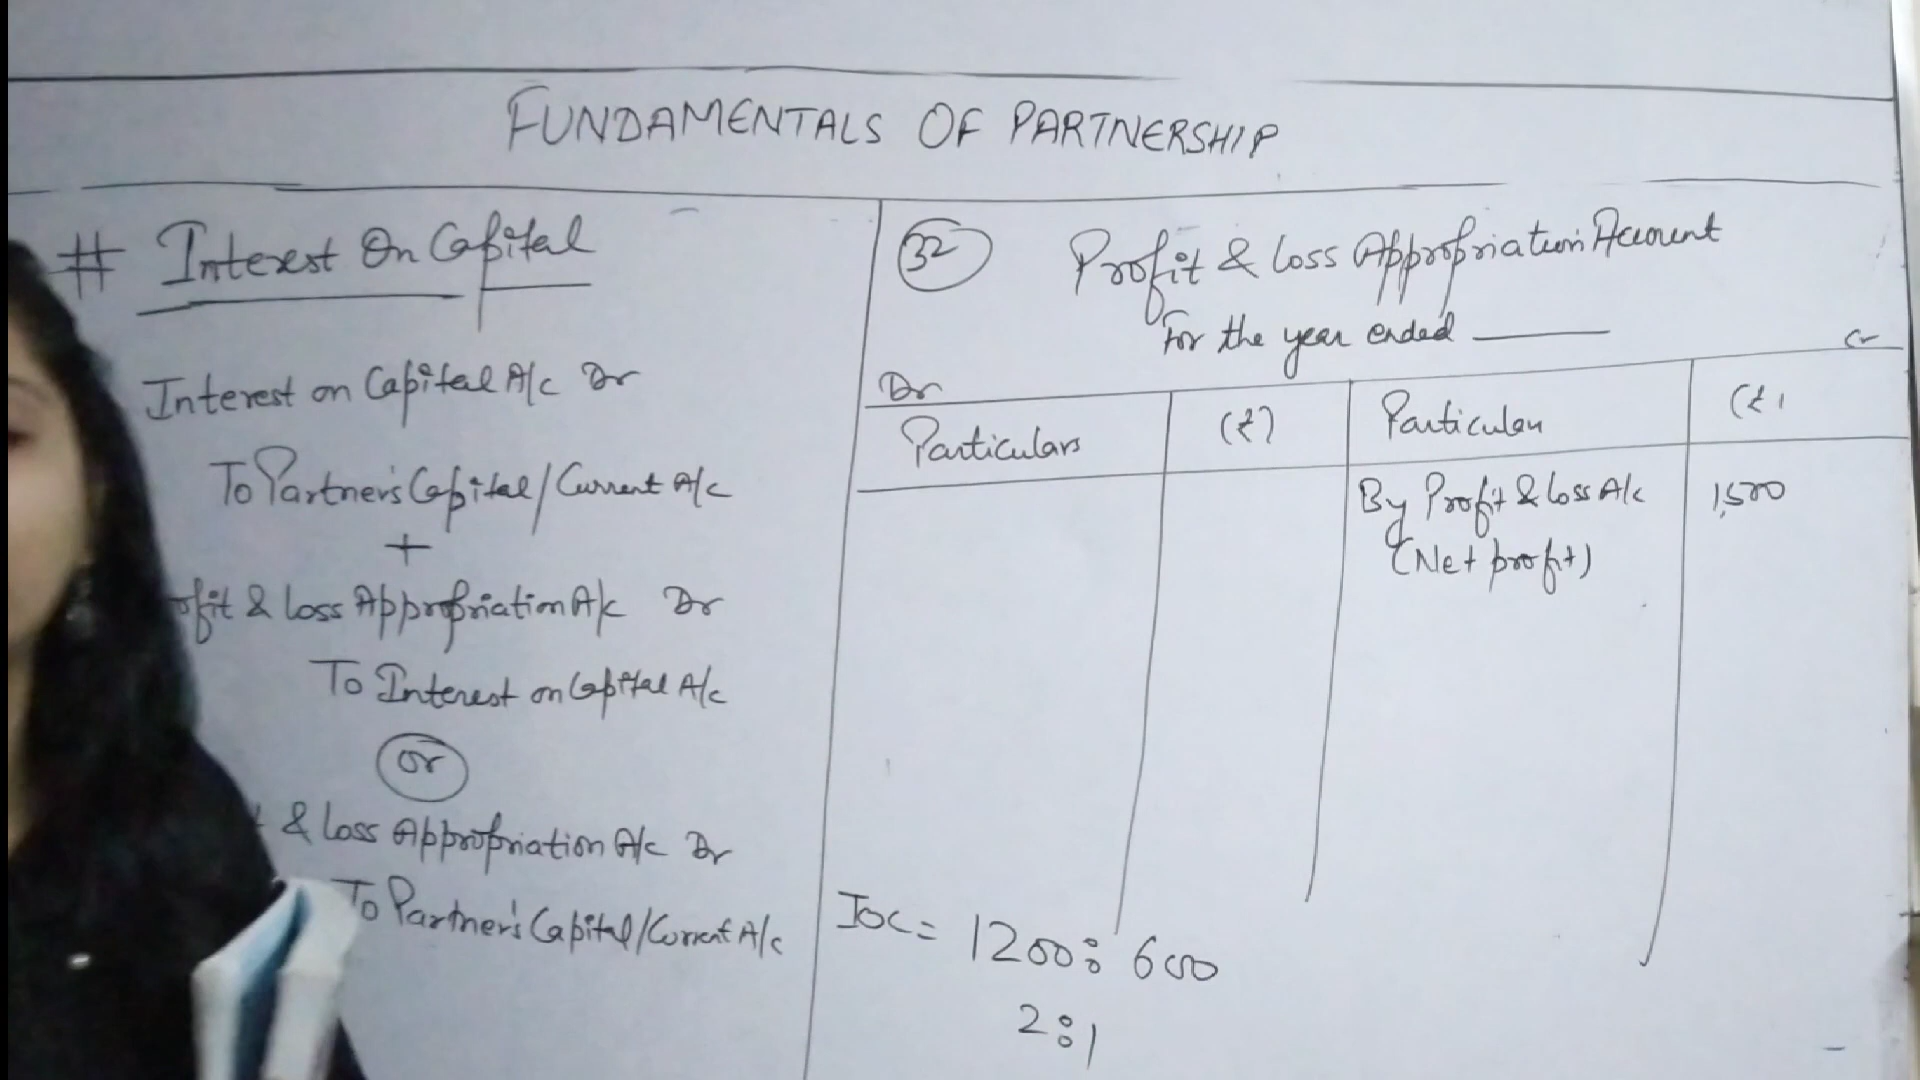 FUNDAMENTALS OF PARTNERSHIP
# Interest On Capital
Interest on Capital A/c Dr
To Partner's Capital/Current A/c
+
ofit & Loss Appropriation A/c Dr
To Interest on Capital A/c
or
& Loss Appropriation A/c Dr
To Partner's Capital/Current A/c
32 Profit & Loss Appropriation Account
For the year ended
Dr Cr
Particulars (₹) Particulars (₹)
By Profit & Loss A/c 1,500
(Net profit)
IOC = 1200 : 600
2 : 1